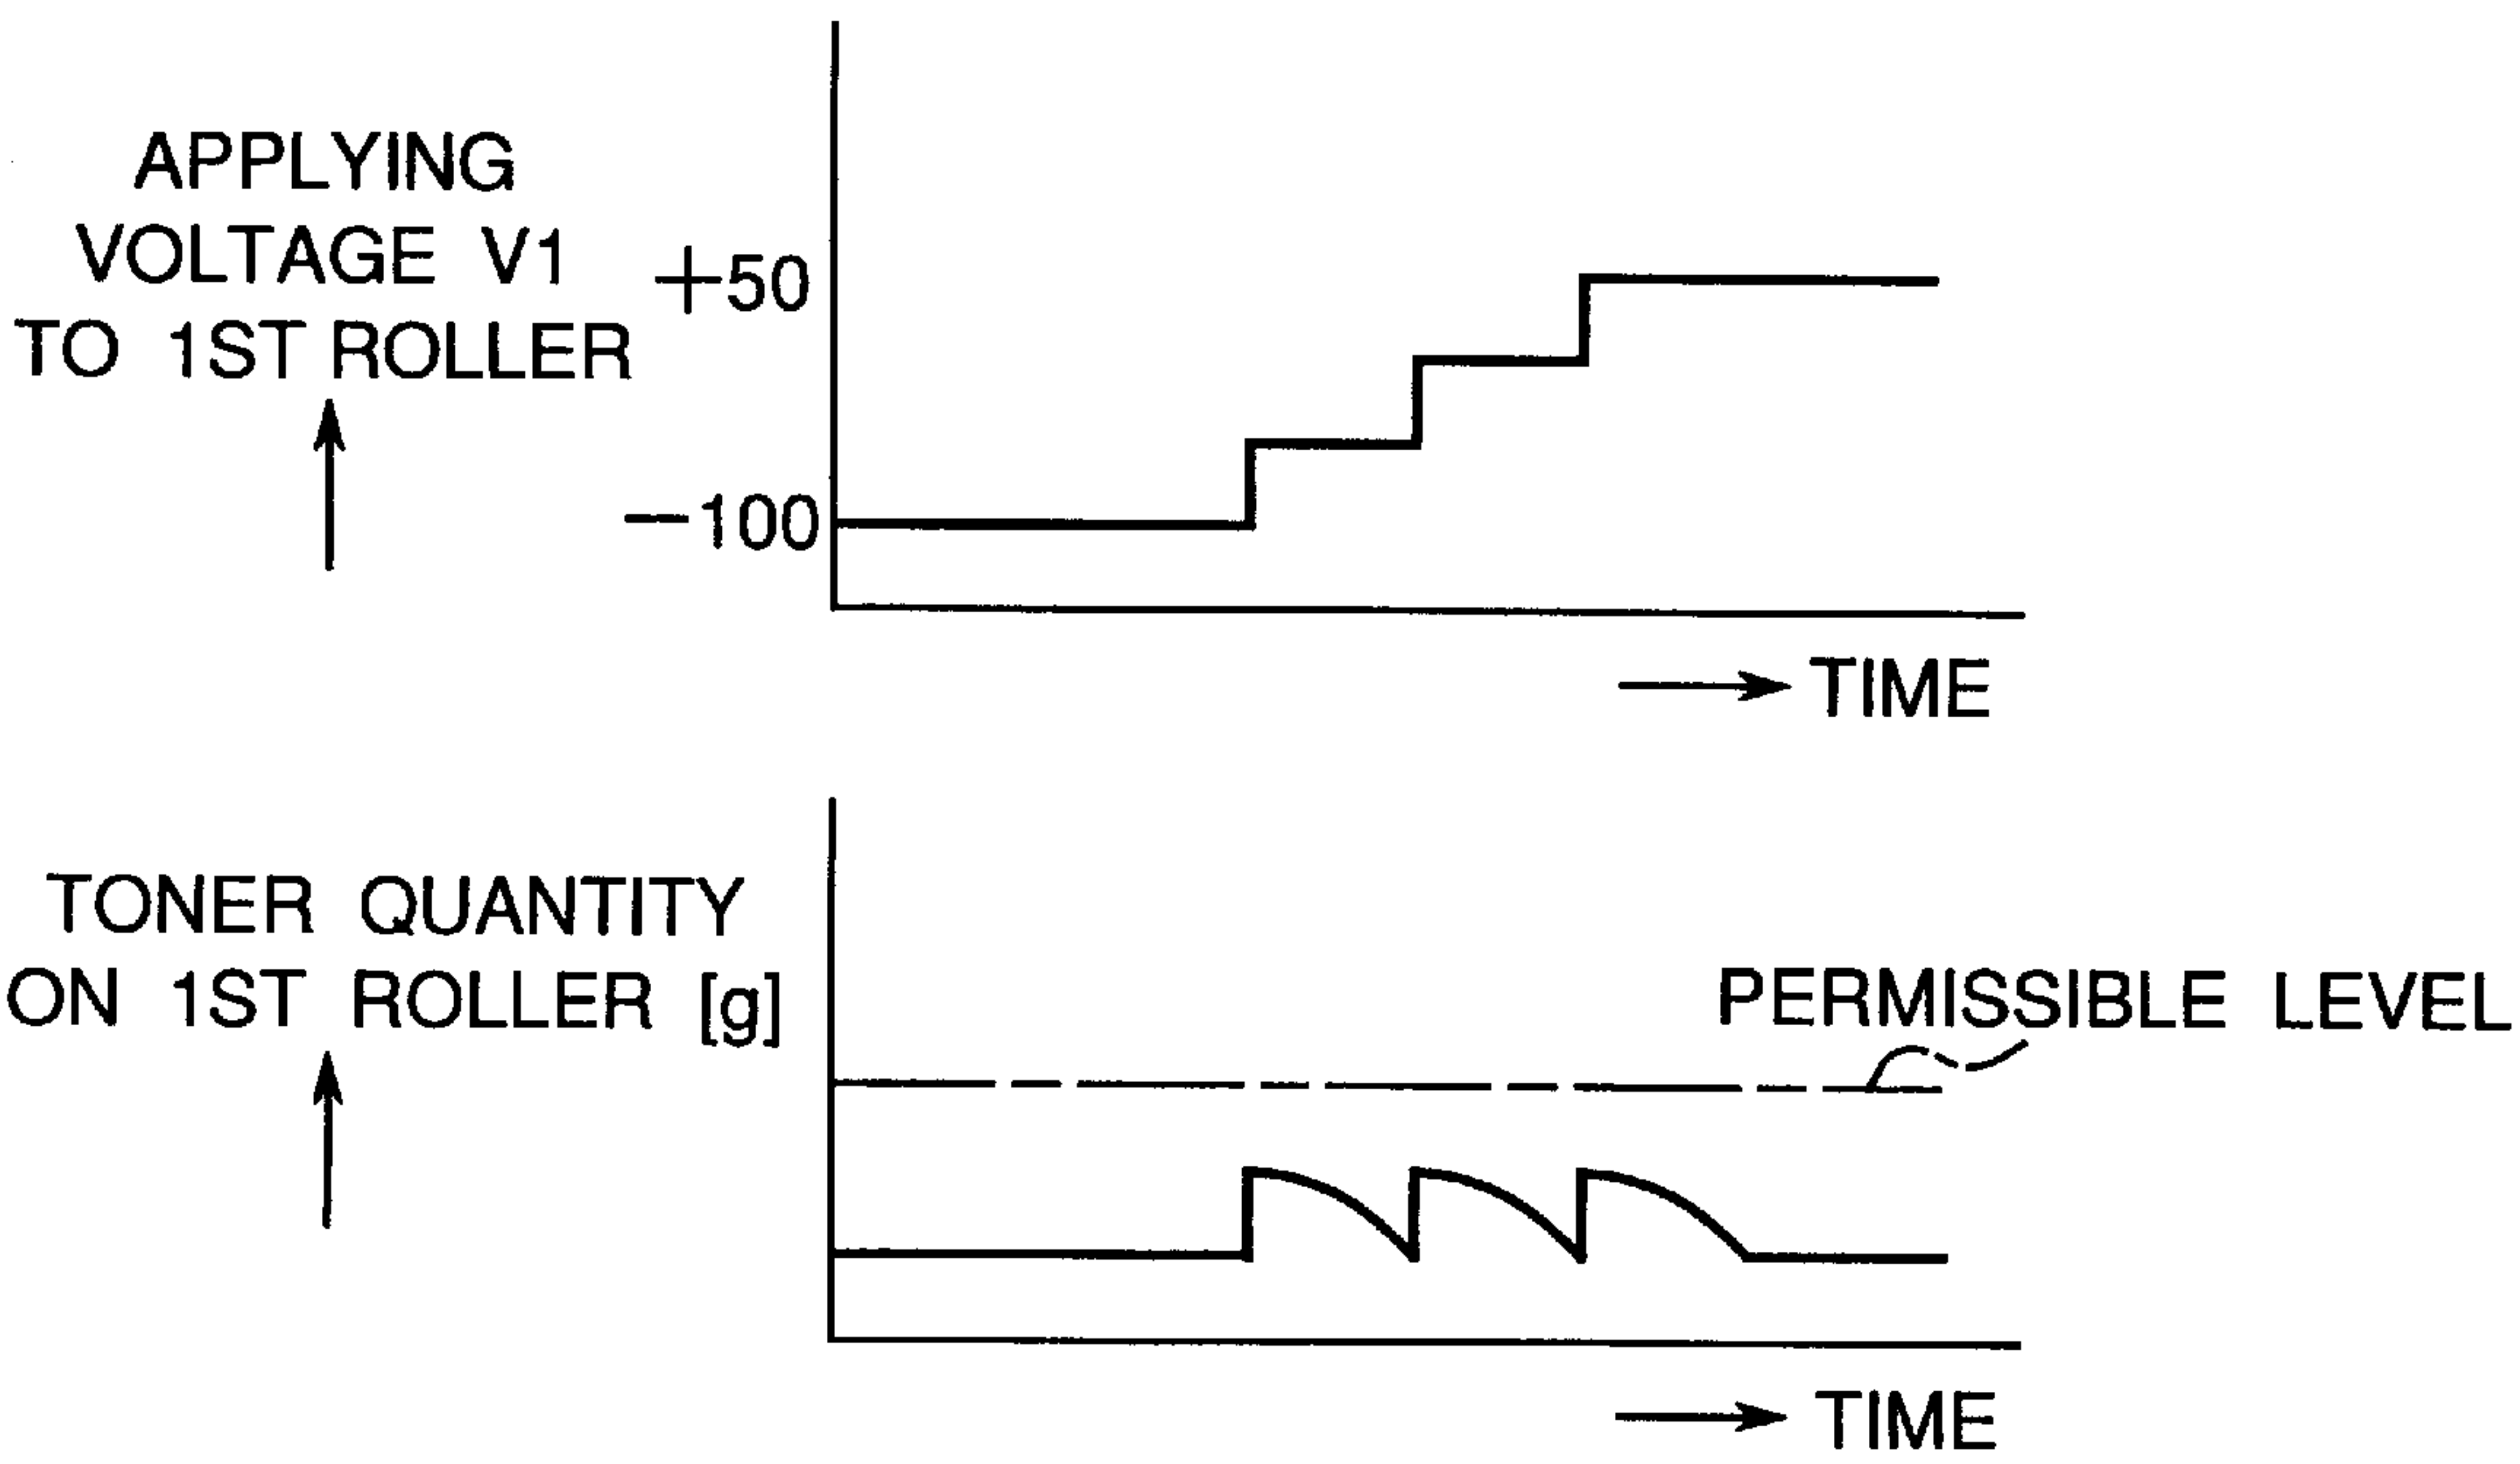 APPLYING
VOLTAGE V1
TO 1ST ROLLER
+50
−100
TIME
TONER QUANTITY
ON 1ST ROLLER [g]
PERMISSIBLE LEVEL
TIME